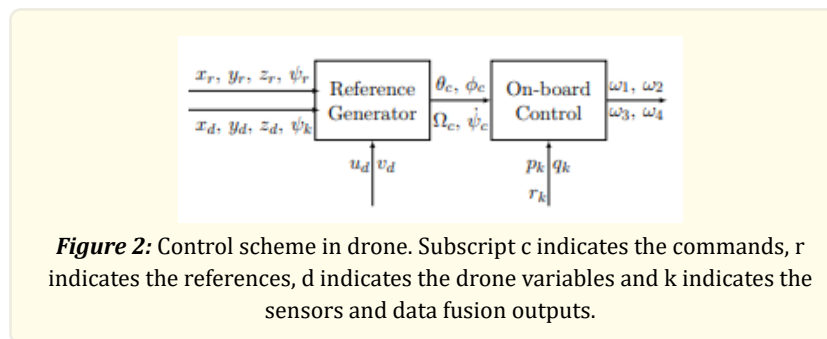 x_r, y_r, z_r, ψ_r
x_d, y_d, z_d, ψ_k
Reference
Generator
θ_c, ϕ_c
Ω_c, ψ̇_c
On-board
Control
ω_1, ω_2
ω_3, ω_4
u_d v_d
p_k q_k
r_k
Figure 2: Control scheme in drone. Subscript c indicates the commands, r
indicates the references, d indicates the drone variables and k indicates the
sensors and data fusion outputs.